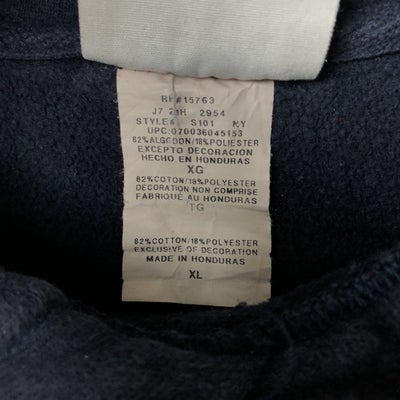 RN#15763
J7 21H 2954
STYLE# S101 NY
UPC:070036045153
82%ALGODON/18%POLIESTER
EXCEPTO DECORACION
HECHO EN HONDURAS
XG
82%COTON/18%POLYESTER
DECORATION NON COMPRISE
FABRIQUÉ AU HONDURAS
TG
82%COTTON/18%POLYESTER
EXCLUSIVE OF DECORATION
MADE IN HONDURAS
XL